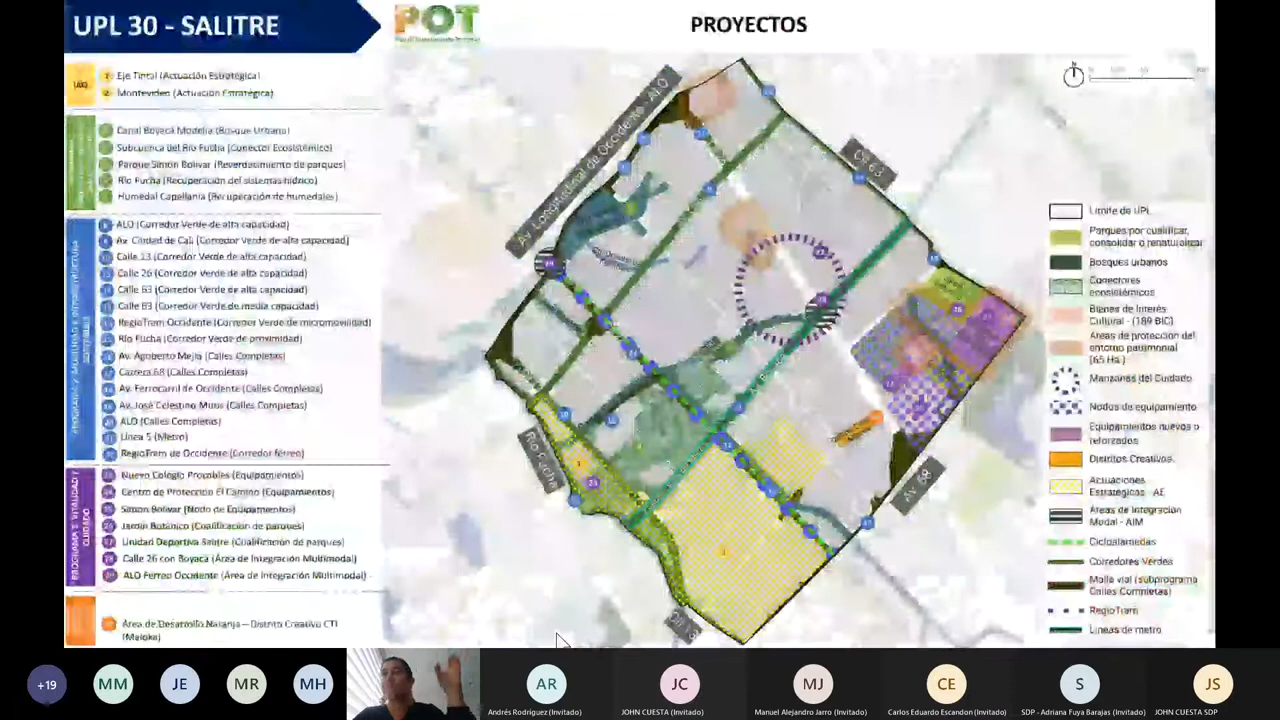 UPL 30 - SALITRE
POT
PROYECTOS
Eje Tintal (Actuación Estratégica)
Montevideo (Actuación Estratégica)
Canal Boyacá Modelia (Bosque Urbano)
Subcuenca del Río Fucha (Conector Ecosistémico)
Parque Simón Bolívar (Reverdecimiento de parques)
Río Fucha (Recuperación del sistemas hídrico)
Humedal Capellanía (Recuperación de humedales)
ALO (Corredor Verde de alta capacidad)
Av. Ciudad de Cali (Corredor Verde de alta capacidad)
Calle 13 (Corredor Verde de alta capacidad)
Calle 26 (Corredor Verde de alta capacidad)
Calle 63 (Corredor Verde de alta capacidad)
Calle 63 (Corredor Verde de media capacidad)
RegioTram Occidente (Corredor Verde de micromovilidad)
Río Fucha (Corredor Verde de proximidad)
Av. Agoberto Mejía (Calles Completas)
Carrera 68 (Calles Completas)
Av. Ferrocarril de Occidente (Calles Completas)
Av. José Celestino Mutis (Calles Completas)
ALO (Calles Completas)
Línea 5 (Metro)
RegioTram de Occidente (Corredor férreo)
Nuevo Colegio Procables (Equipamiento)
Centro de Protección El Camino (Equipamientos)
Simón Bolívar (Nodo de Equipamientos)
Jardín Botánico (Cualificación de parques)
Unidad Deportiva Salitre (Cualificación de parques)
Calle 26 con Boyacá (Área de Integración Multimodal)
ALO Férreo Occidente (Área de Integración Multimodal)
Área de Desarrollo Naranja – Distrito Creativo CTI
(Maloka)
Av. Longitudinal de Occidente - ALO
Río Fucha
Av. 68
Límite de UPL
Parques por cualificar,
consolidar o renaturalizar
Bosques urbanos
Conectores
ecosistémicos
Bienes de Interés
Cultural - (189 BIC)
Áreas de protección del
entorno patrimonial
(65 Ha.)
Manzanas del Cuidado
Nodos de equipamiento
Equipamientos nuevos o
reforzados
Distritos Creativos
Actuaciones
Estratégicas - AE
Áreas de Integración
Modal - AIM
Cicloalamedas
Corredores Verdes
Malla vial (subprograma
Calles Completas)
RegioTram
Líneas de metro
+19
MM
JE
MR
MH
AR
JC
MJ
CE
S
JS
Andrés Rodríguez (Invitado)
JOHN CUESTA (Invitado)
Manuel Alejandro Jarro (Invitado)
Carlos Eduardo Escandon (Invitado)
SDP - Adriana Fuya Barajas (Invitado)
JOHN CUESTA SDP